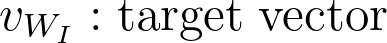 v_{W_I} : target vector